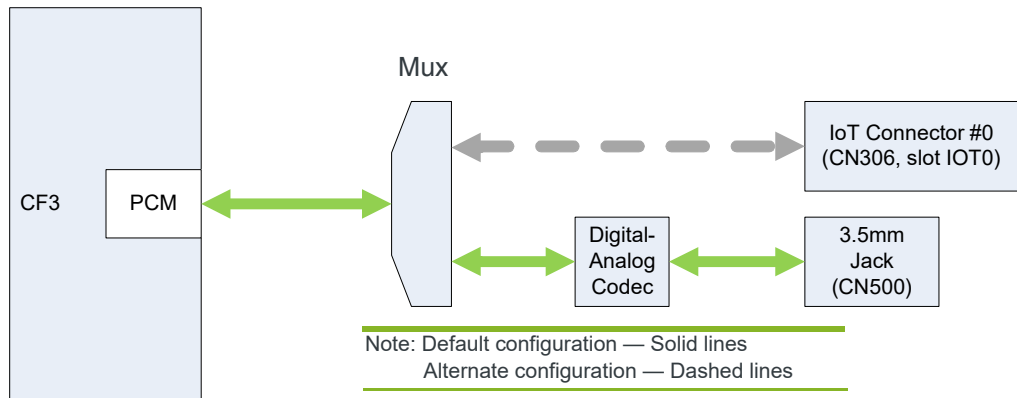 Mux
CF3
PCM
IoT Connector #0
(CN306, slot IOT0)
Digital-
Analog
Codec
3.5mm
Jack
(CN500)
Note: Default configuration — Solid lines
Alternate configuration — Dashed lines